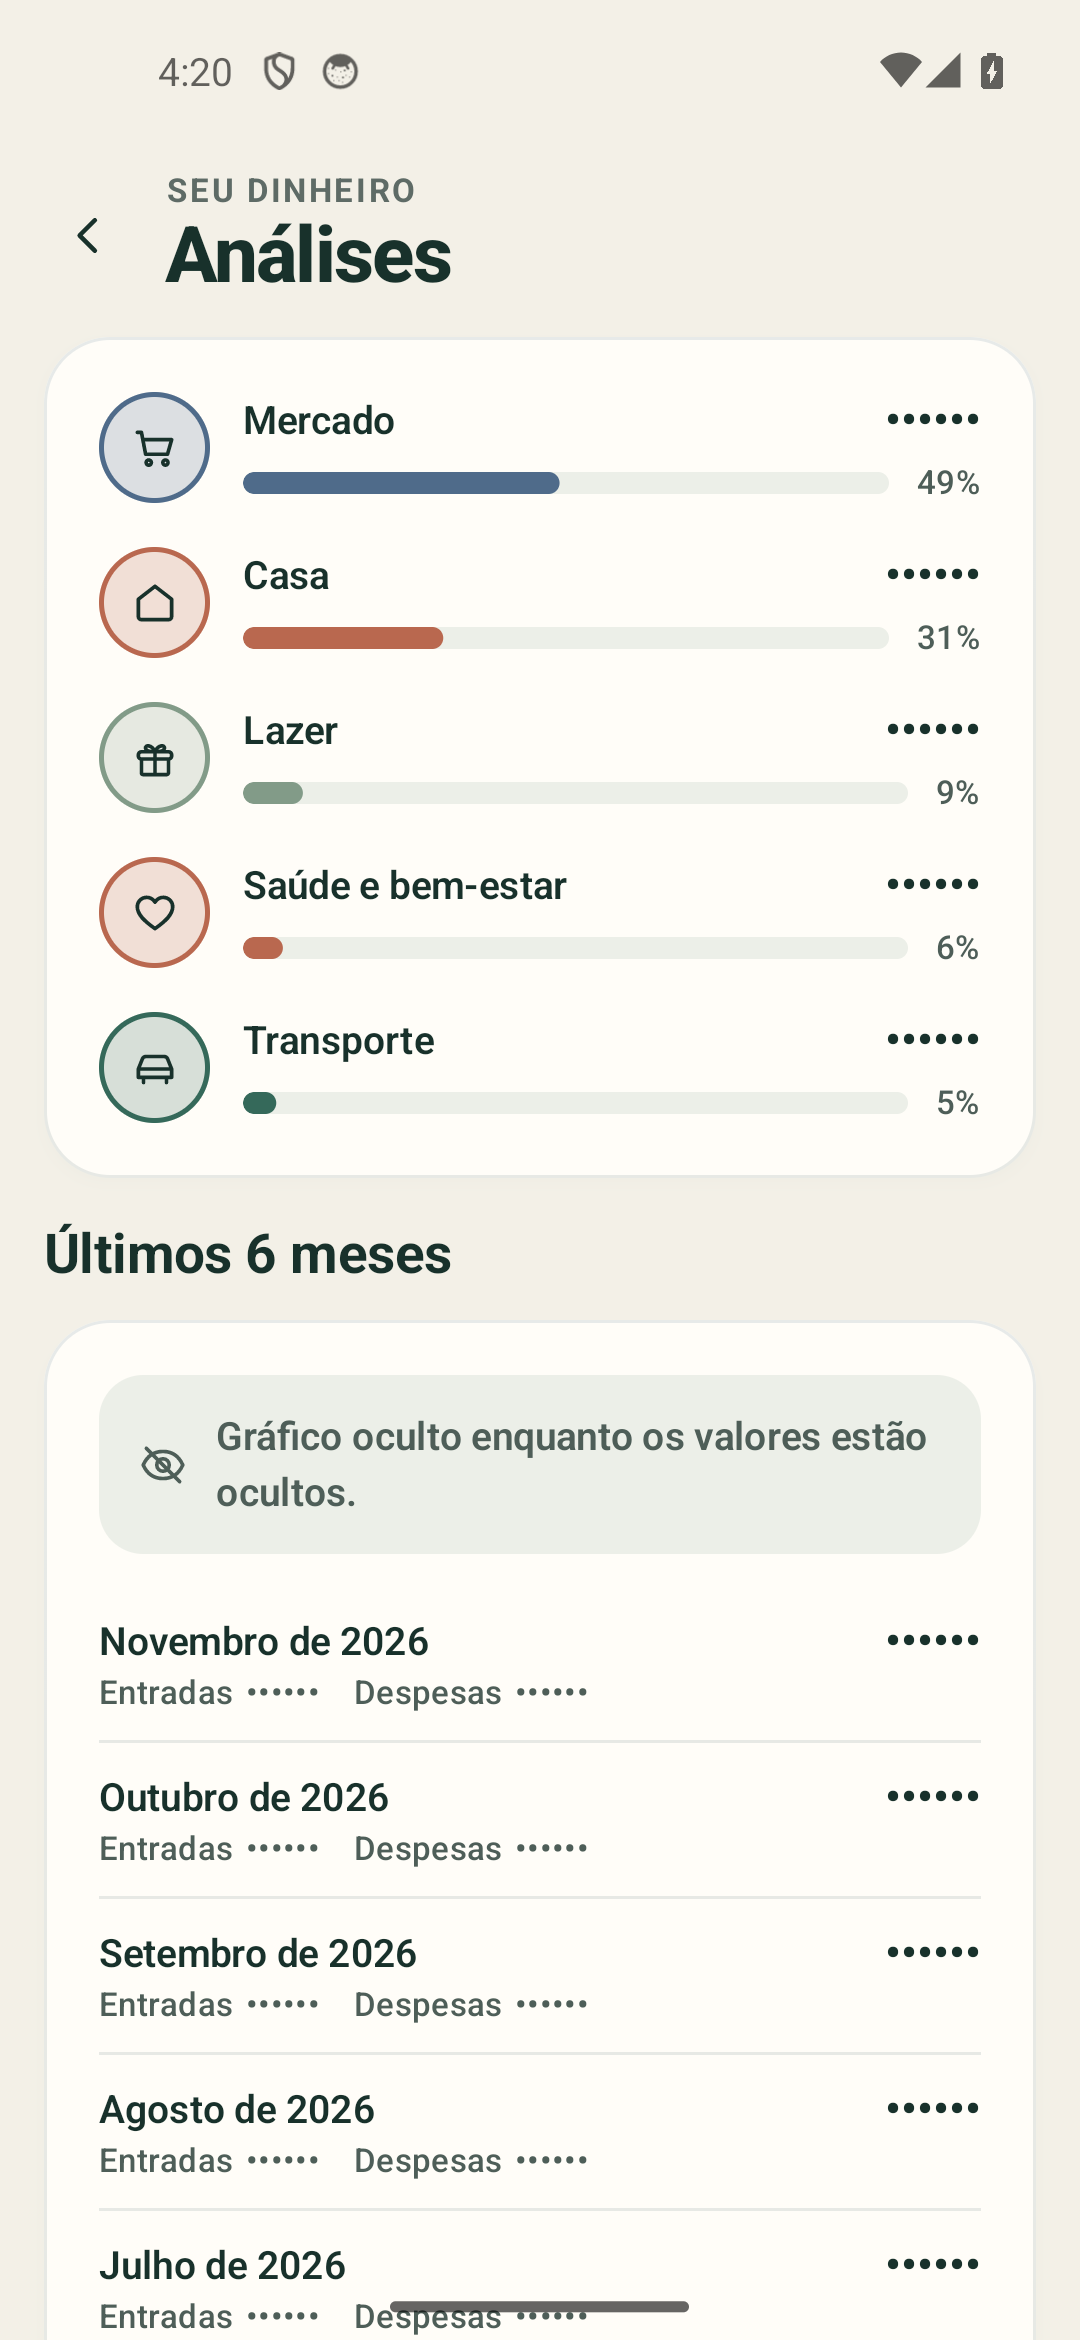 4:20
SEU DINHEIRO
Análises
Mercado ••••••
49%
Casa ••••••
31%
Lazer ••••••
9%
Saúde e bem-estar ••••••
6%
Transporte ••••••
5%
Últimos 6 meses
Gráfico oculto enquanto os valores estão
ocultos.
Novembro de 2026 ••••••
Entradas •••••• Despesas ••••••
Outubro de 2026 ••••••
Entradas •••••• Despesas ••••••
Setembro de 2026 ••••••
Entradas •••••• Despesas ••••••
Agosto de 2026 ••••••
Entradas •••••• Despesas ••••••
Julho de 2026 ••••••
Entradas •••••• Despesas ••••••